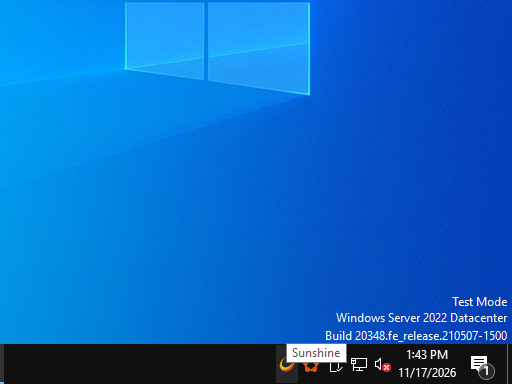 Test Mode
Windows Server 2022 Datacenter
Build 20348.fe_release.210507-1500
Sunshine
1:43 PM
11/17/2026
1